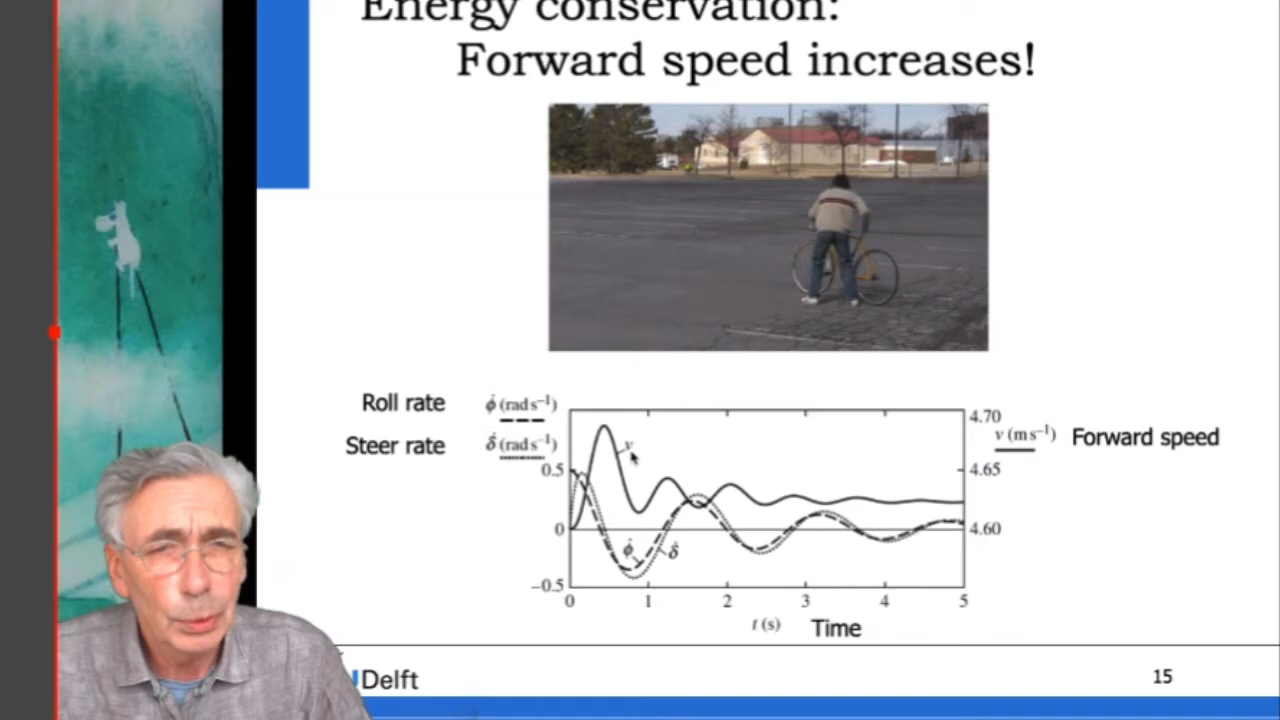 Energy conservation:
Forward speed increases!
Roll rate
ϕ̇ (rad s⁻¹)
Steer rate
δ̇ (rad s⁻¹)
0.5
0
–0.5
v
ϕ̇
δ̇
4.70
4.65
4.60
v (m s⁻¹)
Forward speed
0 1 2 3 4 5
t (s) Time
Delft
15